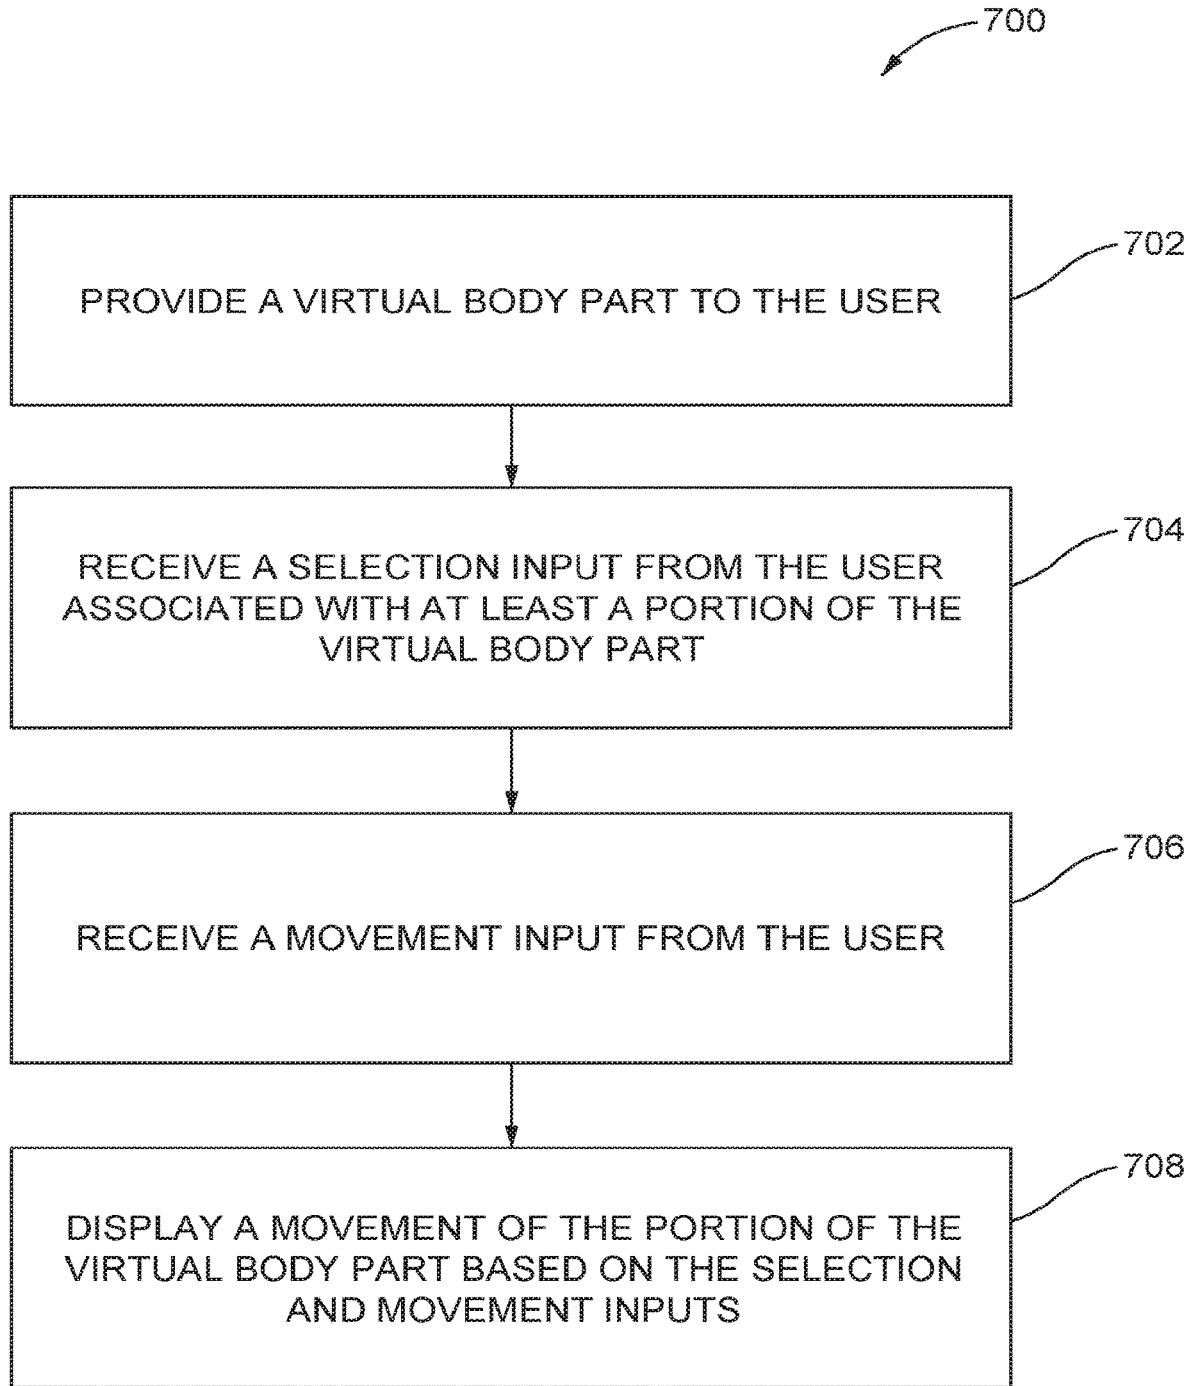 700
PROVIDE A VIRTUAL BODY PART TO THE USER
702
RECEIVE A SELECTION INPUT FROM THE USER
ASSOCIATED WITH AT LEAST A PORTION OF THE
VIRTUAL BODY PART
704
RECEIVE A MOVEMENT INPUT FROM THE USER
706
DISPLAY A MOVEMENT OF THE PORTION OF THE
VIRTUAL BODY PART BASED ON THE SELECTION
AND MOVEMENT INPUTS
708